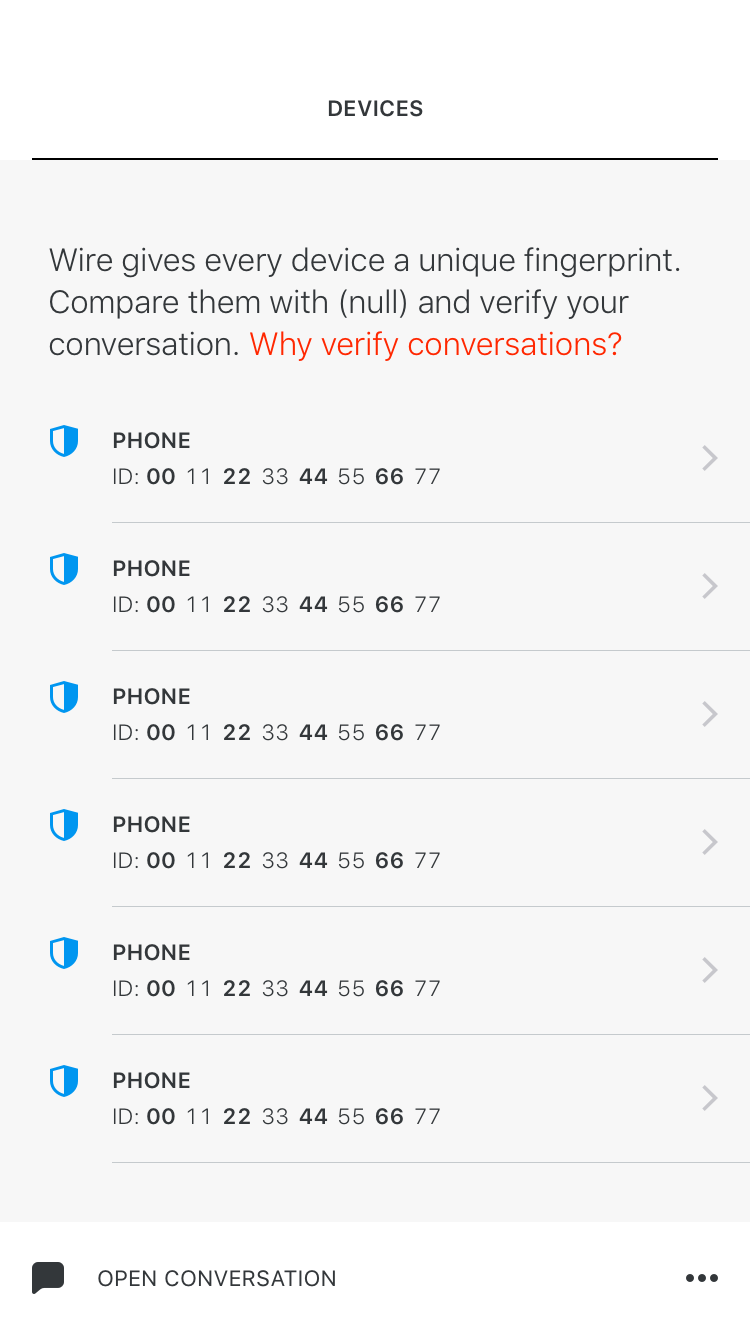 DEVICES
Wire gives every device a unique fingerprint.
Compare them with (null) and verify your
conversation. Why verify conversations?
PHONE
ID: 00 11 22 33 44 55 66 77
PHONE
ID: 00 11 22 33 44 55 66 77
PHONE
ID: 00 11 22 33 44 55 66 77
PHONE
ID: 00 11 22 33 44 55 66 77
PHONE
ID: 00 11 22 33 44 55 66 77
PHONE
ID: 00 11 22 33 44 55 66 77
OPEN CONVERSATION